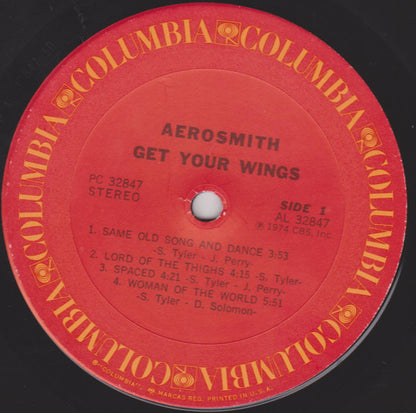 COLUMBIA COLUMBIA COLUMBIA COLUMBIA COLUMBIA COLUMBIA
AEROSMITH
GET YOUR WINGS
PC 32847
STEREO
SIDE 1
AL 32847
℗ 1974 CBS, Inc.
1. SAME OLD SONG AND DANCE 3:53
-S. Tyler - J. Perry-
2. LORD OF THE THIGHS 4:15 -S. Tyler-
3. SPACED 4:21 -S. Tyler - J. Perry-
4. WOMAN OF THE WORLD 5:51
-S. Tyler - D. Solomon-
"COLUMBIA", MARCAS REG. PRINTED IN U.S.A.